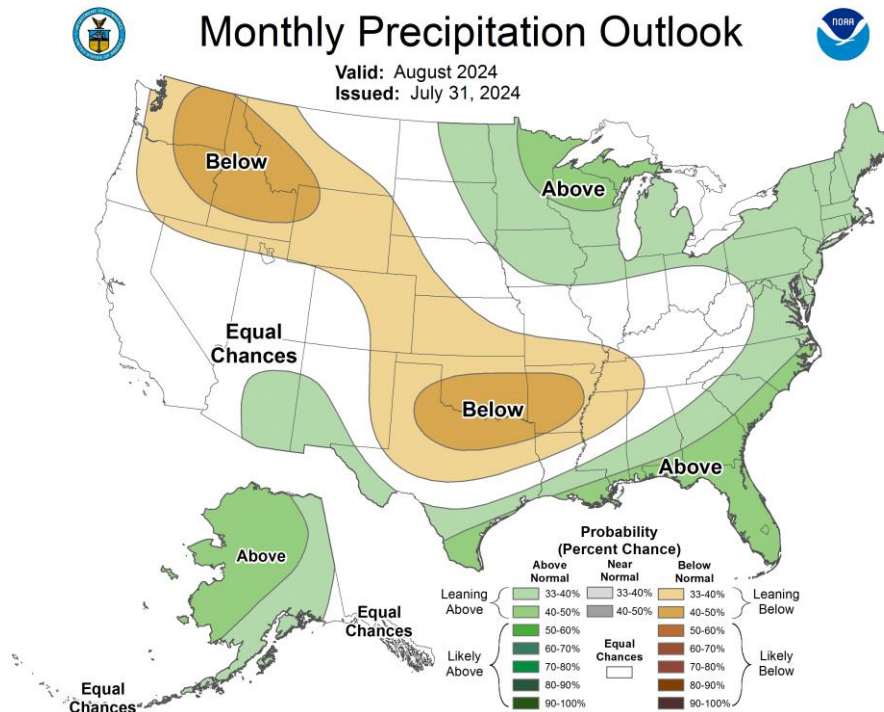 Monthly Precipitation Outlook
NOAA
Valid: August 2024
Issued: July 31, 2024
Below
Above
Equal
Chances
Below
Above
Above
Equal
Chances
Equal
Chances
Probability
(Percent Chance)
Above
Normal
Near
Normal
Below
Normal
Leaning
Above
33-40%
33-40%
33-40%
Leaning
Below
40-50%
40-50%
40-50%
Likely
Above
50-60%
60-70%
70-80%
80-90%
90-100%
Equal
Chances
50-60%
60-70%
70-80%
80-90%
90-100%
Likely
Below